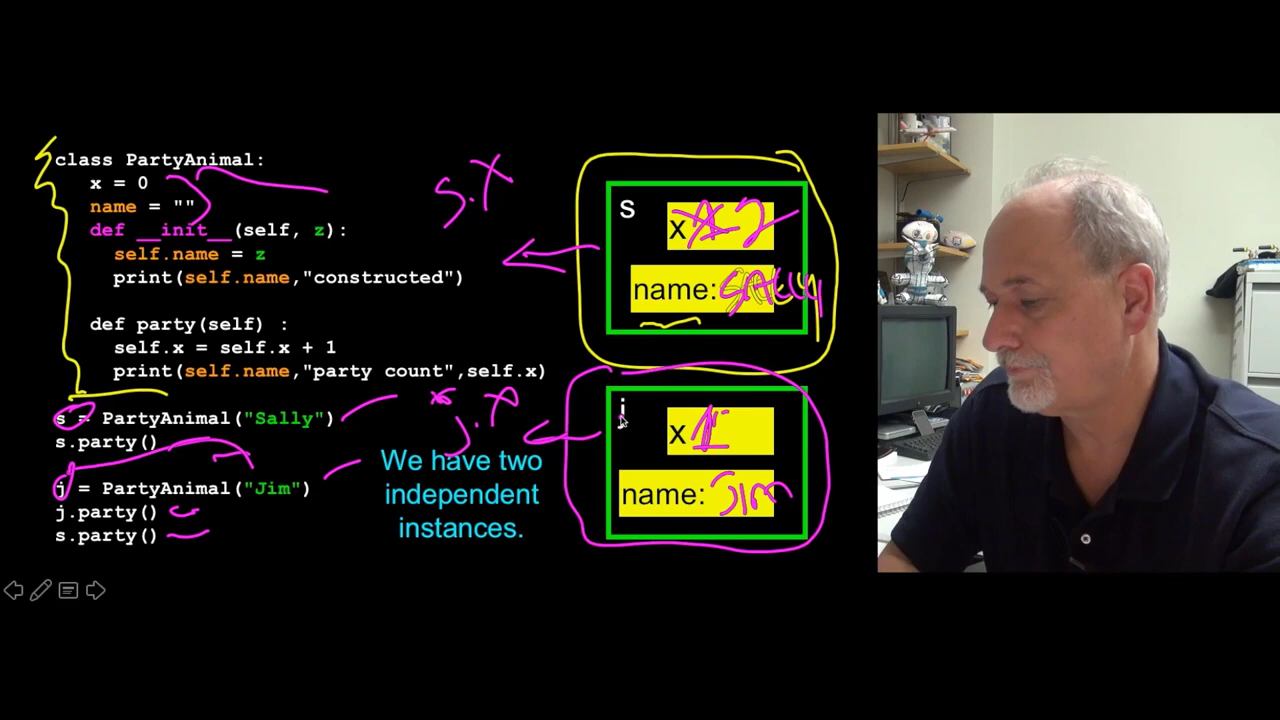 class PartyAnimal:
x = 0
name = ""
def __init__(self, z):
self.name = z
print(self.name,"constructed")
def party(self) :
self.x = self.x + 1
print(self.name,"party count",self.x)
s = PartyAnimal("Sally")
s.party()
j = PartyAnimal("Jim")
j.party()
s.party()
s.x
We have two
independent
instances.
s
x 2
name: Sally
j
x 1
name: Jim